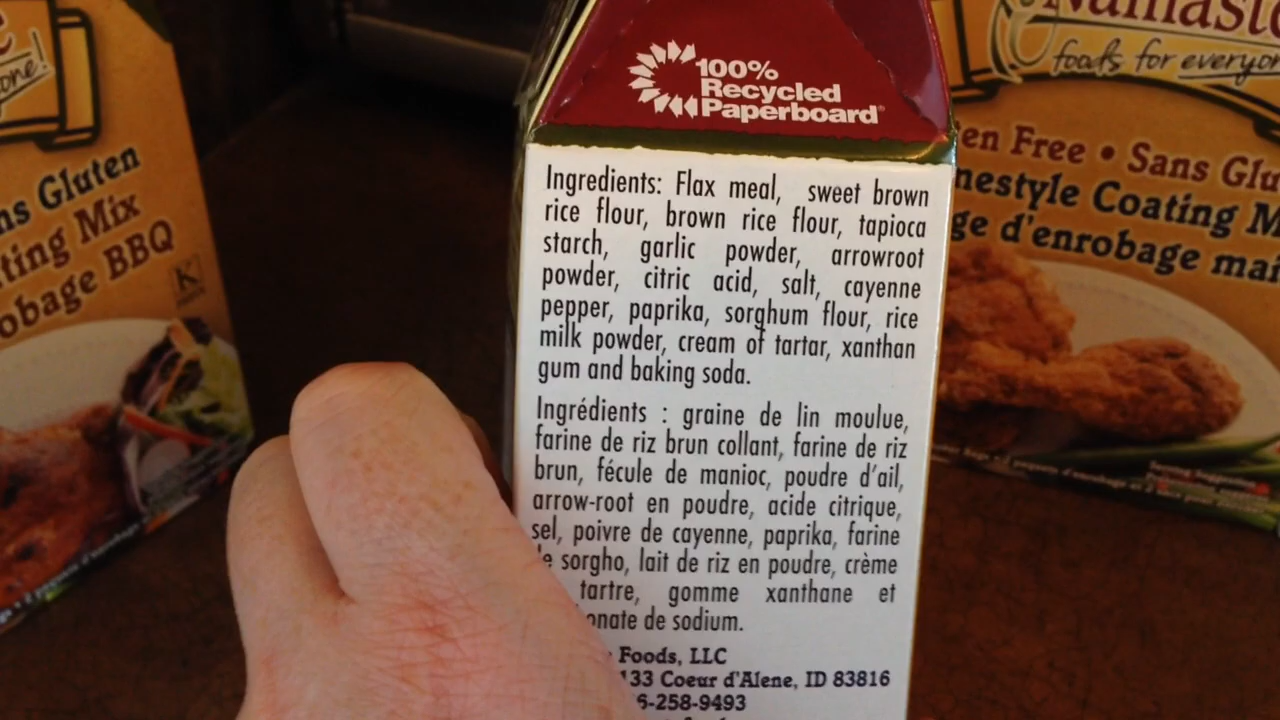 one!
ns Gluten
ting Mix
obage BBQ
K
100%
Recycled
Paperboard
Ingredients: Flax meal, sweet brown
rice flour, brown rice flour, tapioca
starch, garlic powder, arrowroot
powder, citric acid, salt, cayenne
pepper, paprika, sorghum flour, rice
milk powder, cream of tartar, xanthan
gum and baking soda.
Ingrédients : graine de lin moulue,
farine de riz brun collant, farine de riz
brun, fécule de manioc, poudre d'ail,
arrow-root en poudre, acide citrique,
sel, poivre de cayenne, paprika, farine
de sorgho, lait de riz en poudre, crème
tartre, gomme xanthane et
onate de sodium.
Foods, LLC
133 Coeur d'Alene, ID 83816
6-258-9493
Namaste
foods for everyon
en Free • Sans Glu
mestyle Coating M
ge d'enrobage mai